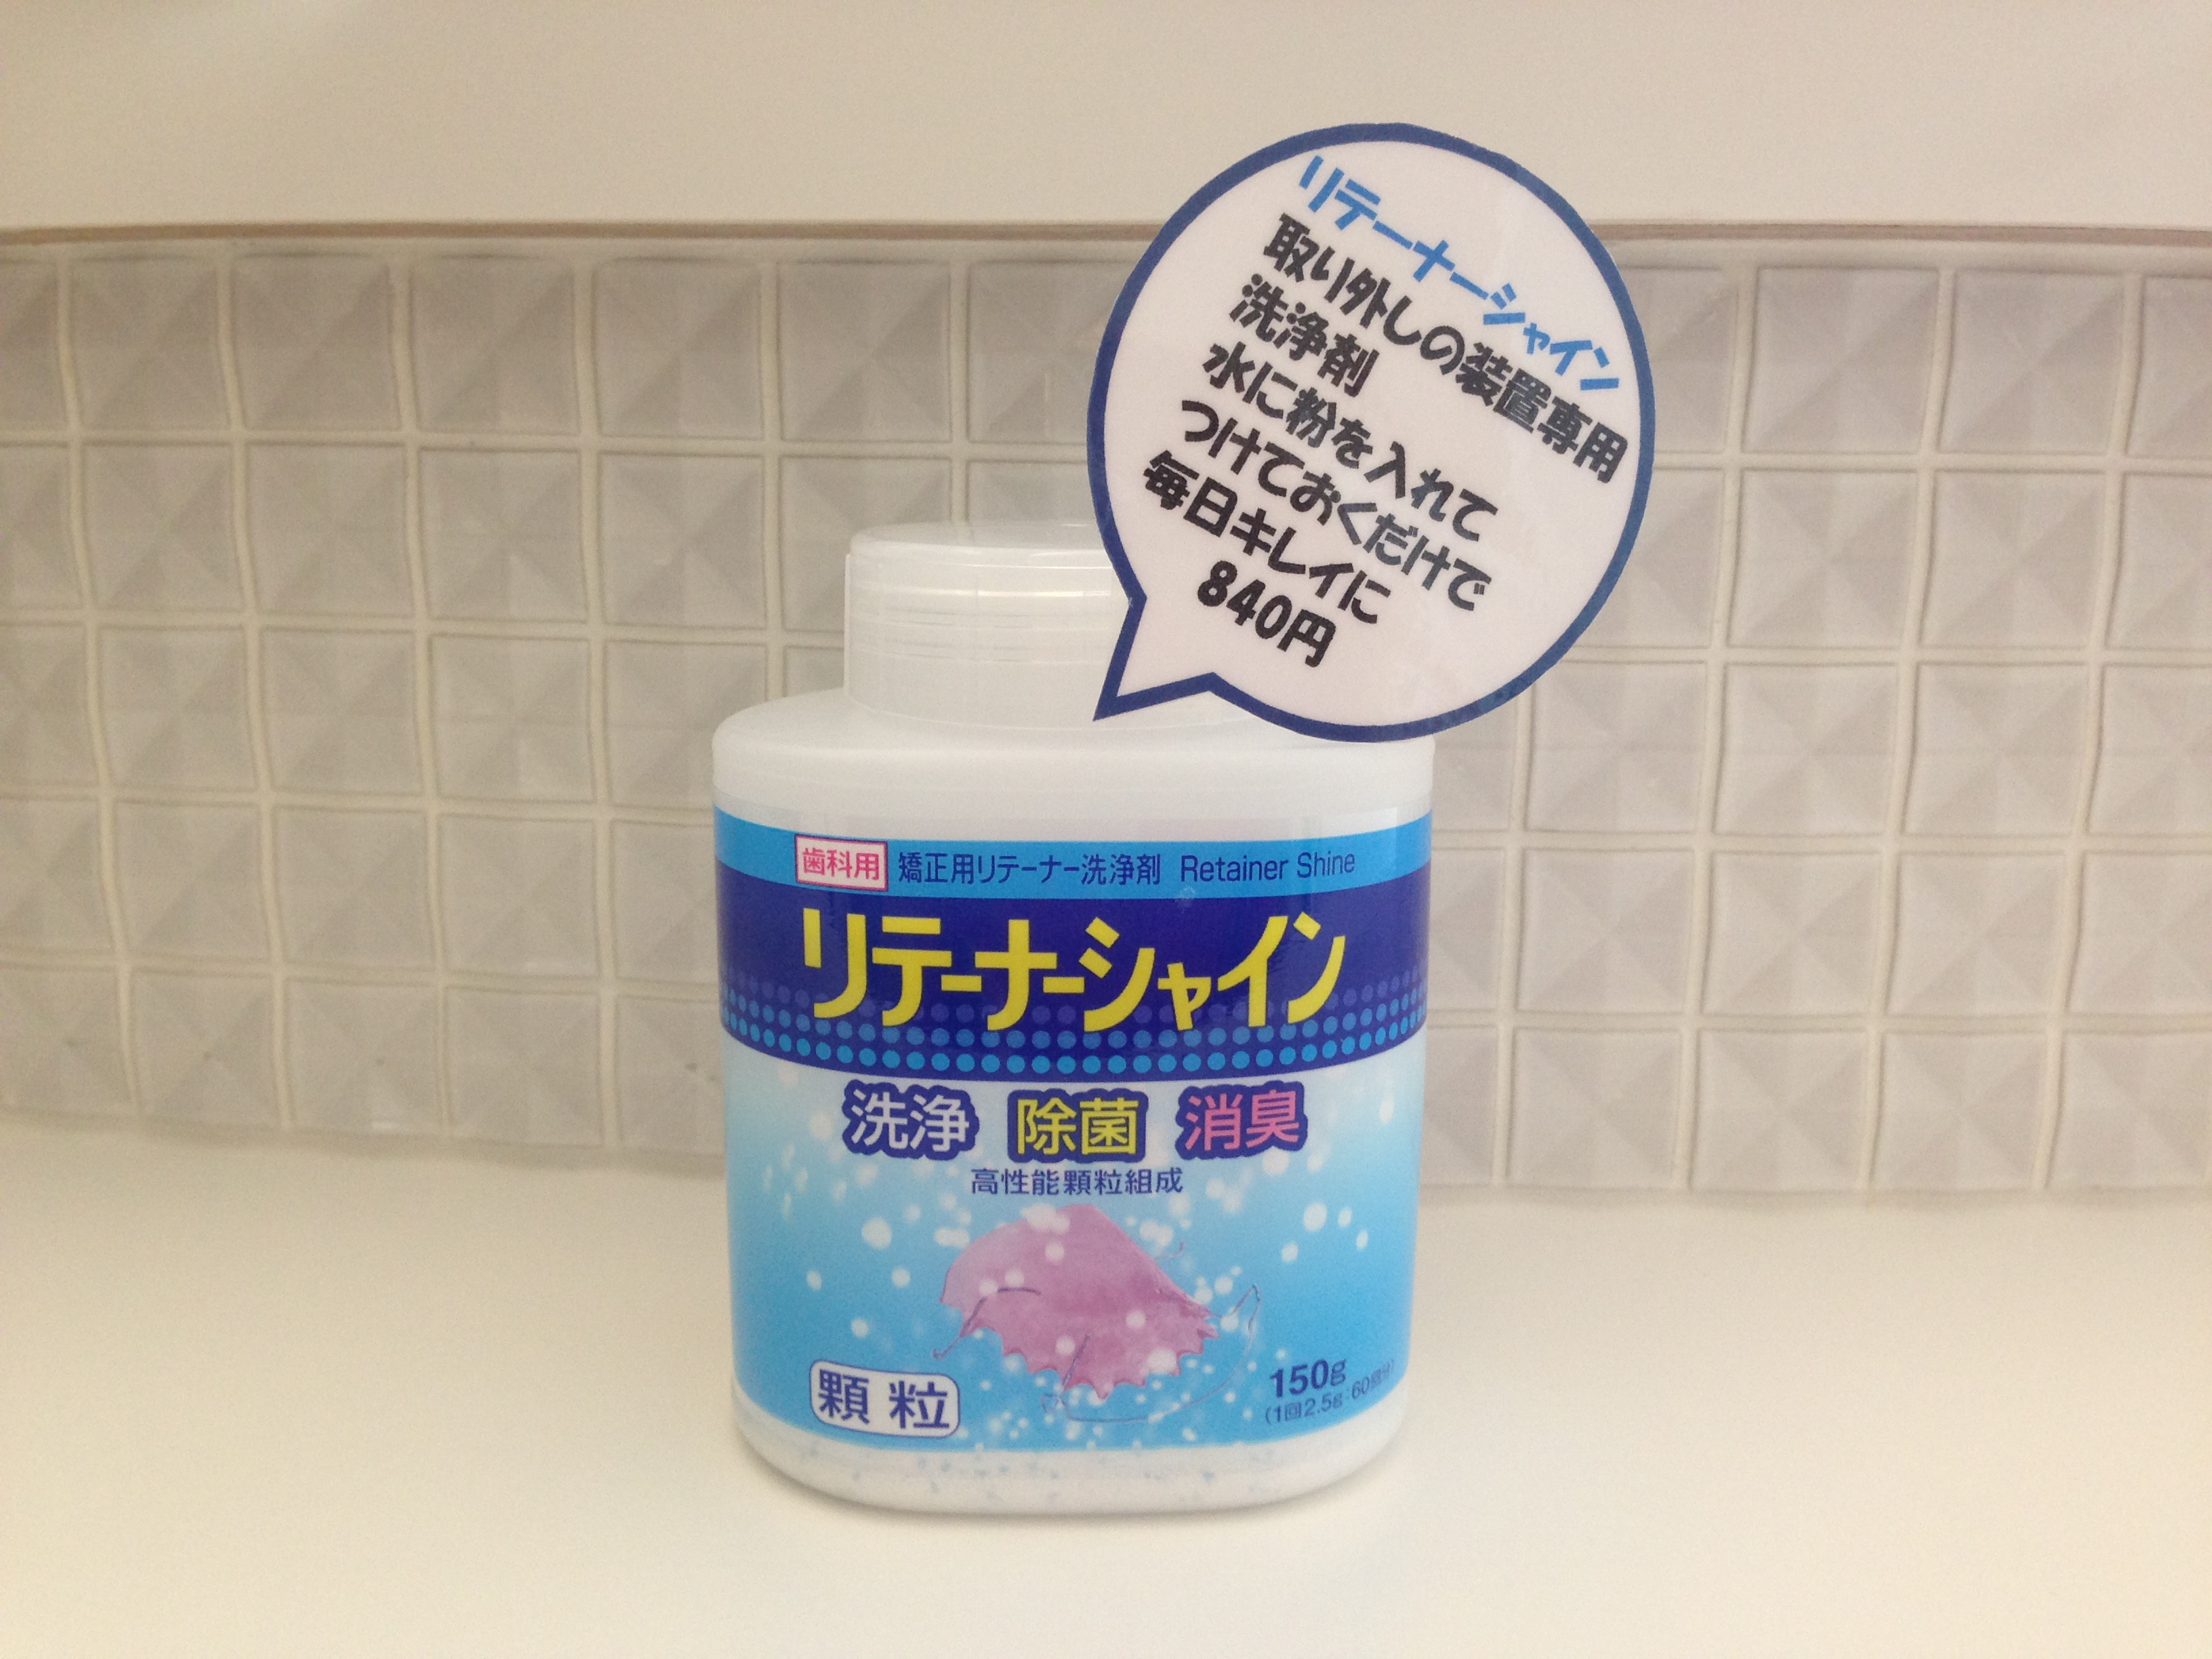 リテーナーシャイン
取り外しの装置専用
洗浄剤
水に粉を入れて
つけておくだけで
毎日キレイに
840円
歯科用 矯正用リテーナー洗浄剤 Retainer Shine
リテーナーシャイン
洗浄 除菌 消臭
高性能顆粒組成
顆粒
150g
(1回2.5g:60回分)